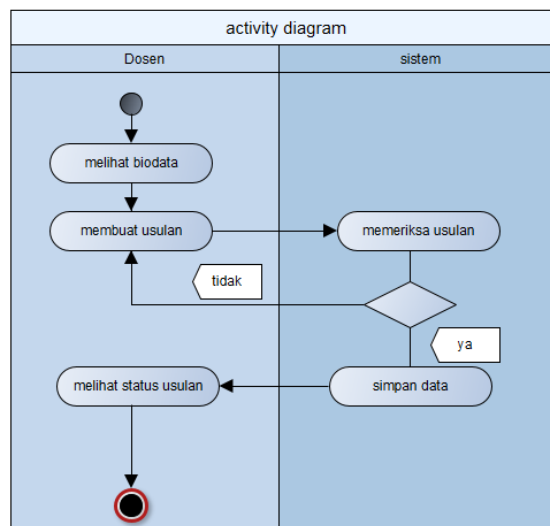 activity diagram
Dosen
sistem
melihat biodata
membuat usulan
memeriksa usulan
tidak
ya
melihat status usulan
simpan data